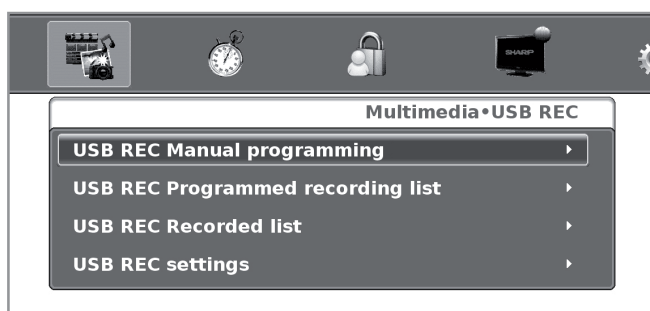 SHARP
Multimedia•USB REC
USB REC Manual programming
USB REC Programmed recording list
USB REC Recorded list
USB REC settings